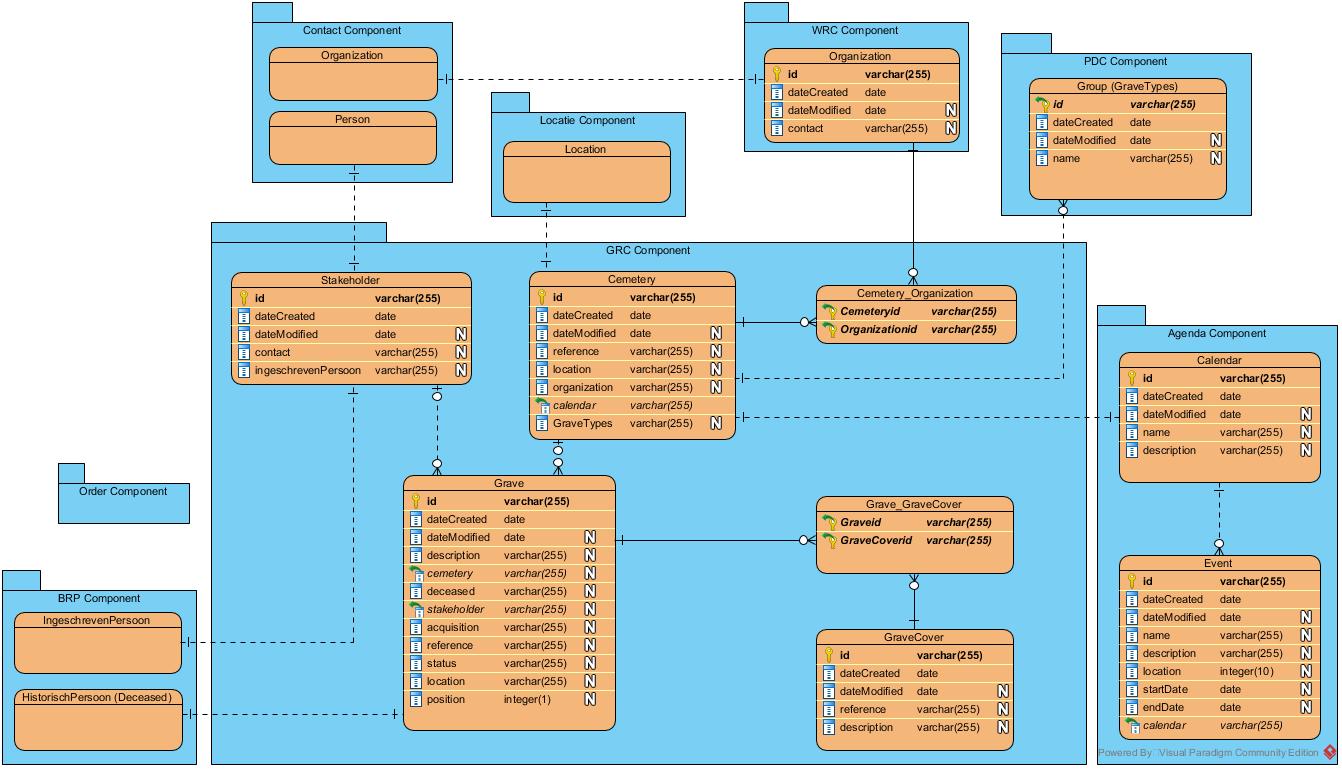 Contact Component
Organization
Person
WRC Component
Organization
id varchar(255)
dateCreated date
dateModified date N
contact varchar(255) N
PDC Component
Group (GraveTypes)
id varchar(255)
dateCreated date
dateModified date N
name varchar(255) N
Locatie Component
Location
GRC Component
Stakeholder
id varchar(255)
dateCreated date
dateModified date N
contact varchar(255) N
ingeschrevenPersoon varchar(255) N
Cemetery
id varchar(255)
dateCreated date
dateModified date N
reference varchar(255) N
location varchar(255) N
organization varchar(255) N
calendar varchar(255)
GraveTypes varchar(255) N
Cemetery_Organization
Cemeteryid varchar(255)
Organizationid varchar(255)
Grave
id varchar(255)
dateCreated date
dateModified date N
description varchar(255) N
cemetery varchar(255) N
deceased varchar(255) N
stakeholder varchar(255) N
acquisition varchar(255) N
reference varchar(255) N
status varchar(255) N
location varchar(255) N
position integer(1) N
Grave_GraveCover
Graveid varchar(255)
GraveCoverid varchar(255)
GraveCover
id varchar(255)
dateCreated date
dateModified date N
reference varchar(255) N
description varchar(255) N
Agenda Component
Calendar
id varchar(255)
dateCreated date
dateModified date N
name varchar(255) N
description varchar(255) N
Event
id varchar(255)
dateCreated date
dateModified date N
name varchar(255) N
description varchar(255) N
location integer(10) N
startDate date N
endDate date N
calendar varchar(255)
Order Component
BRP Component
IngeschrevenPersoon
HistorischPersoon (Deceased)
Powered By Visual Paradigm Community Edition